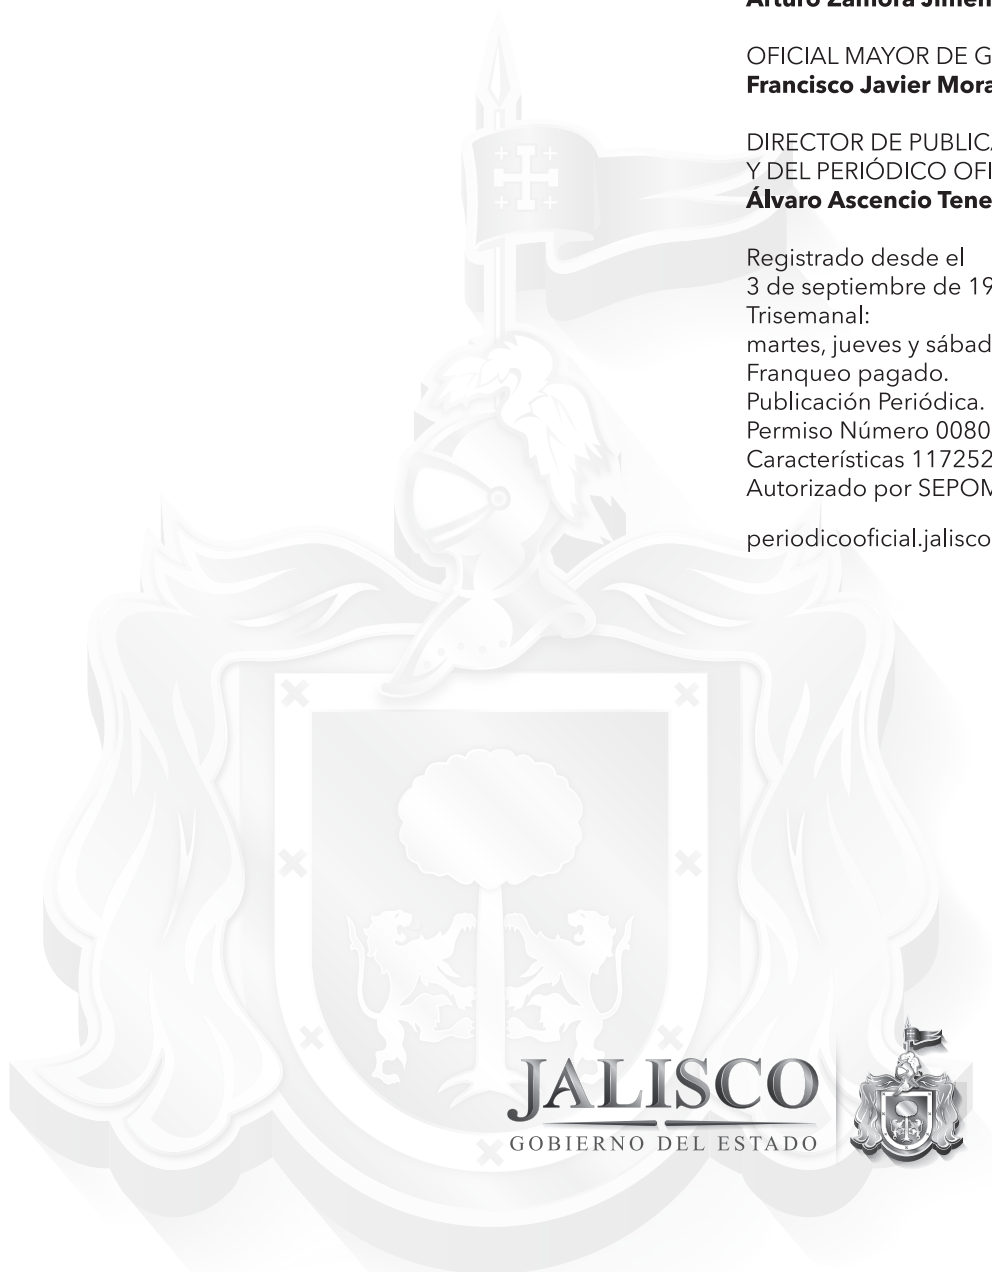 Arturo Zamora Jimén
OFICIAL MAYOR DE G
Francisco Javier Mora
DIRECTOR DE PUBLICA
Y DEL PERIÓDICO OFI
Álvaro Ascencio Tene
Registrado desde el
3 de septiembre de 19
Trisemanal:
martes, jueves y sábad
Franqueo pagado.
Publicación Periódica.
Permiso Número 0080
Características 117252
Autorizado por SEPOM
periodicooficial.jalisco
JALISCO
GOBIERNO DEL ESTADO